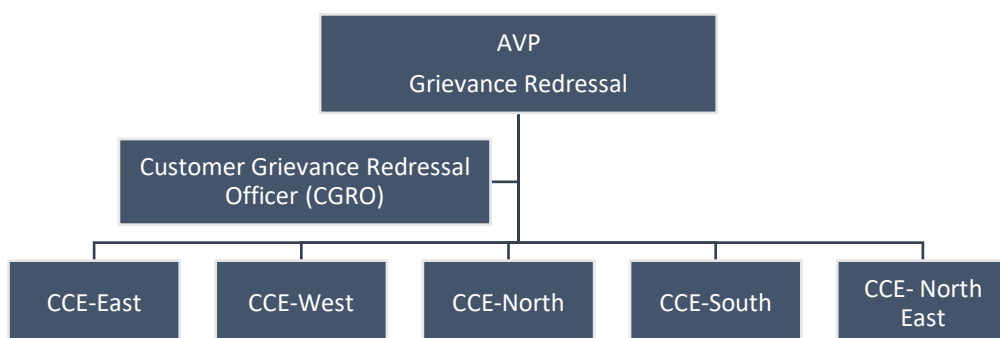 AVP
Grievance Redressal
Customer Grievance Redressal
Officer (CGRO)
CCE-East
CCE-West
CCE-North
CCE-South
CCE- North
East